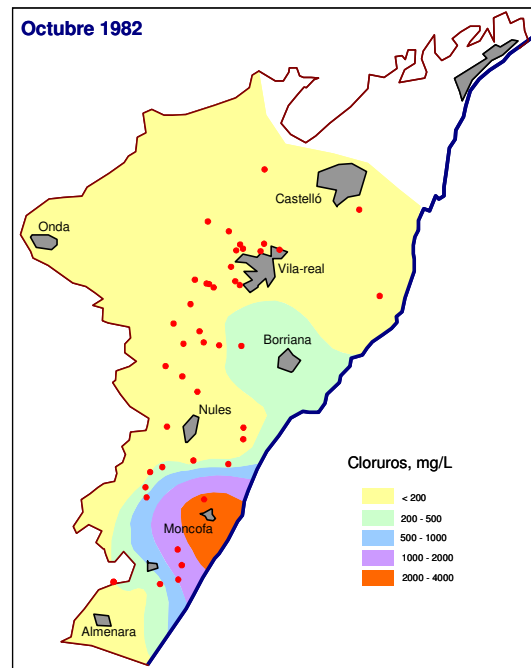 Octubre 1982
Castelló
Onda
Vila-real
Borriana
Nules
Cloruros, mg/L
< 200
200 - 500
Moncofa
500 - 1000
1000 - 2000
2000 - 4000
Almenara